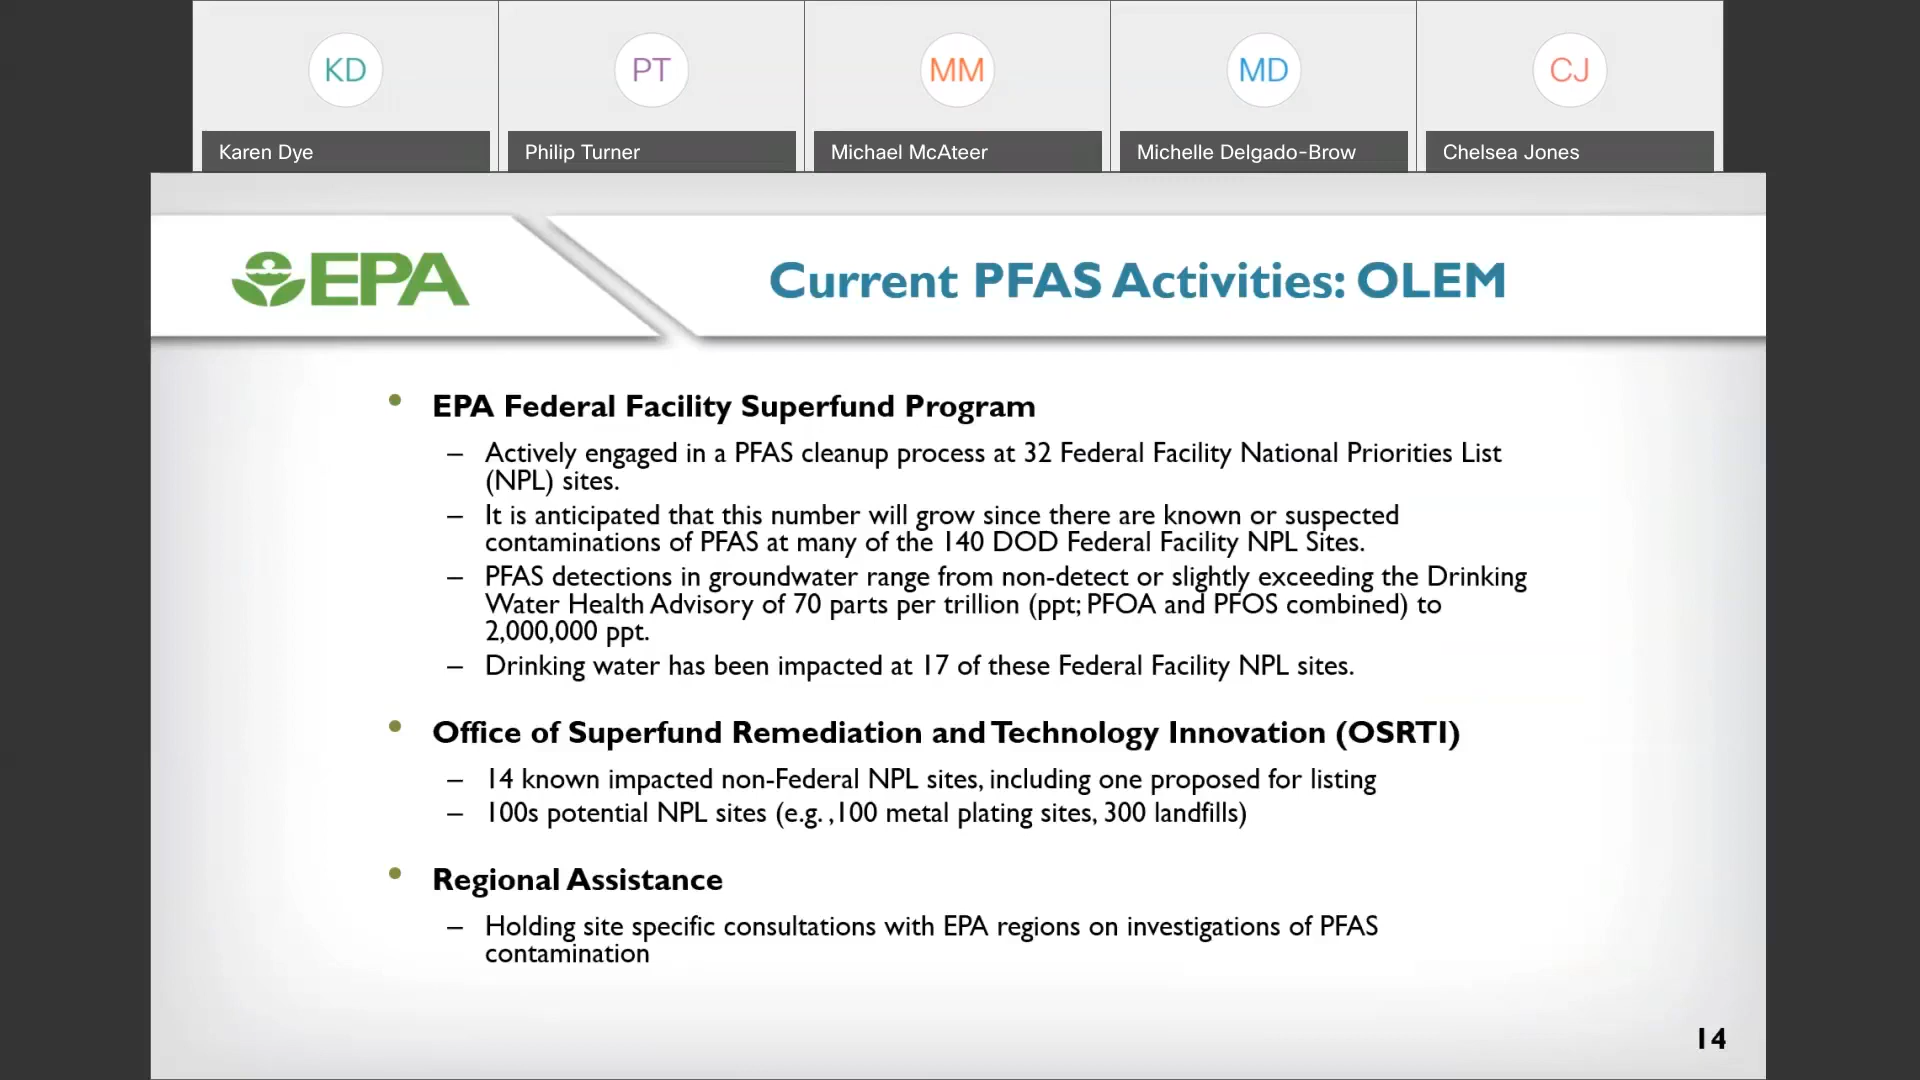 KD
PT
MM
MD
CJ
Karen Dye
Philip Turner
Michael McAteer
Michelle Delgado-Brow
Chelsea Jones
EPA
Current PFAS Activities: OLEM
• EPA Federal Facility Superfund Program
– Actively engaged in a PFAS cleanup process at 32 Federal Facility National Priorities List
(NPL) sites.
– It is anticipated that this number will grow since there are known or suspected
contaminations of PFAS at many of the 140 DOD Federal Facility NPL Sites.
– PFAS detections in groundwater range from non-detect or slightly exceeding the Drinking
Water Health Advisory of 70 parts per trillion (ppt; PFOA and PFOS combined) to
2,000,000 ppt.
– Drinking water has been impacted at 17 of these Federal Facility NPL sites.
• Office of Superfund Remediation and Technology Innovation (OSRTI)
– 14 known impacted non-Federal NPL sites, including one proposed for listing
– 100s potential NPL sites (e.g. ,100 metal plating sites, 300 landfills)
• Regional Assistance
– Holding site specific consultations with EPA regions on investigations of PFAS
contamination
14